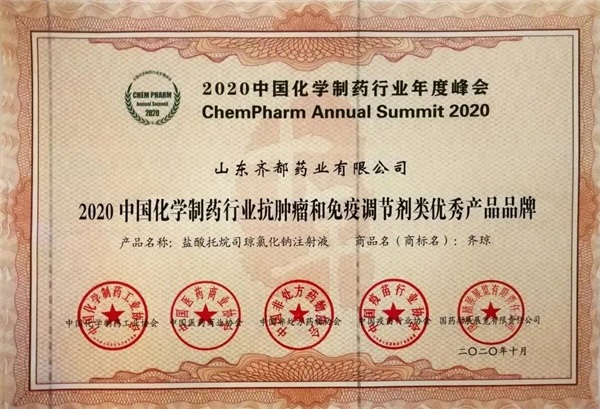 CHEM PHARM
Annual Summit
2020
2020中国化学制药行业年度峰会
ChemPharm Annual Summit 2020
山东齐都药业有限公司
2020中国化学制药行业抗肿瘤和免疫调节剂类优秀产品品牌
产品名称：盐酸托烷司琼氯化钠注射液 商品名（商标名）：齐琼
中国化学制药工业协会 中国医药商业协会 中国非处方药物协会 中国疫苗行业协会 国药励展展览有限责任公司
二〇二〇年十月